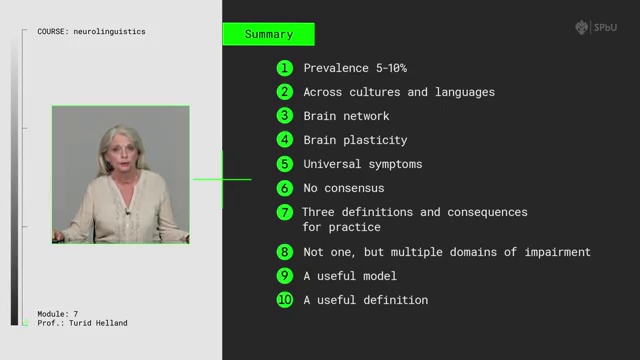 COURSE: neurolinguistics
Summary
SPbU
1 Prevalence 5-10%
2 Across cultures and languages
3 Brain network
4 Brain plasticity
5 Universal symptoms
6 No consensus
7 Three definitions and consequences
for practice
8 Not one, but multiple domains of impairment
9 A useful model
10 A useful definition
Module: 7
Prof.: Turid Helland